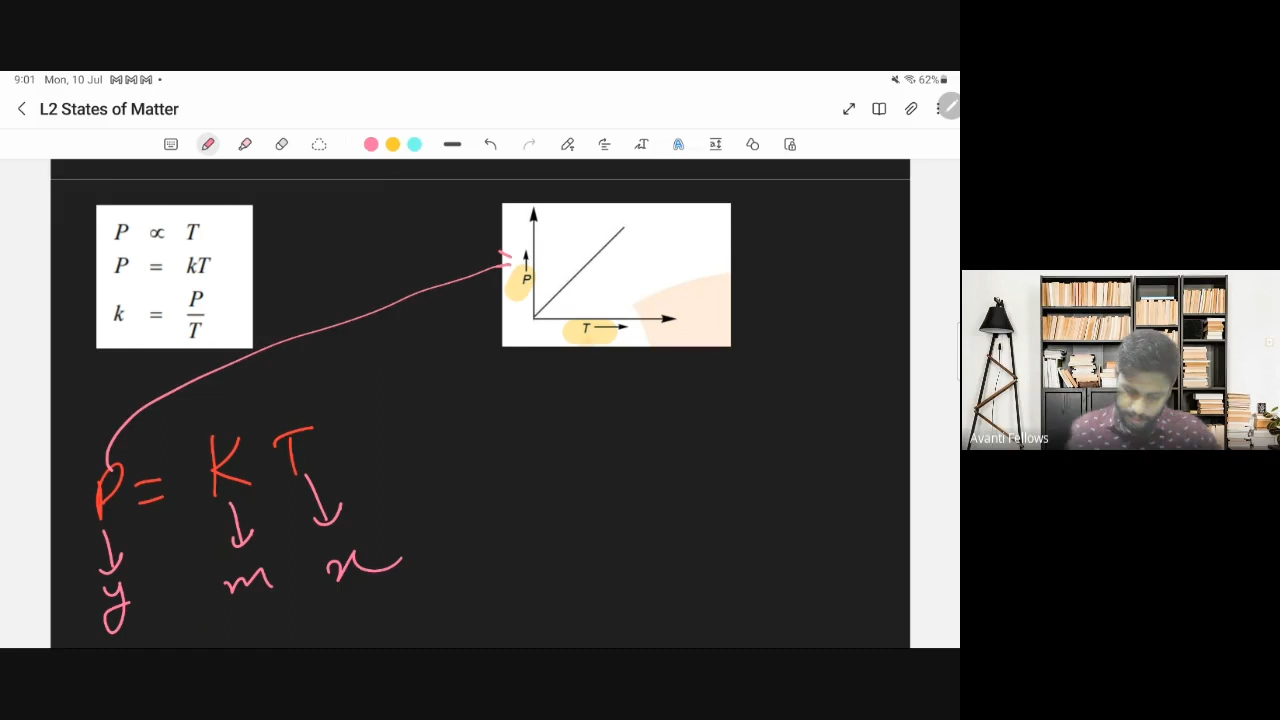 9:01 Mon, 10 Jul
62%
L2 States of Matter
P ∝ T
P = kT
k = P/T
P
T
P = K T
y m x
Avanti Fellows